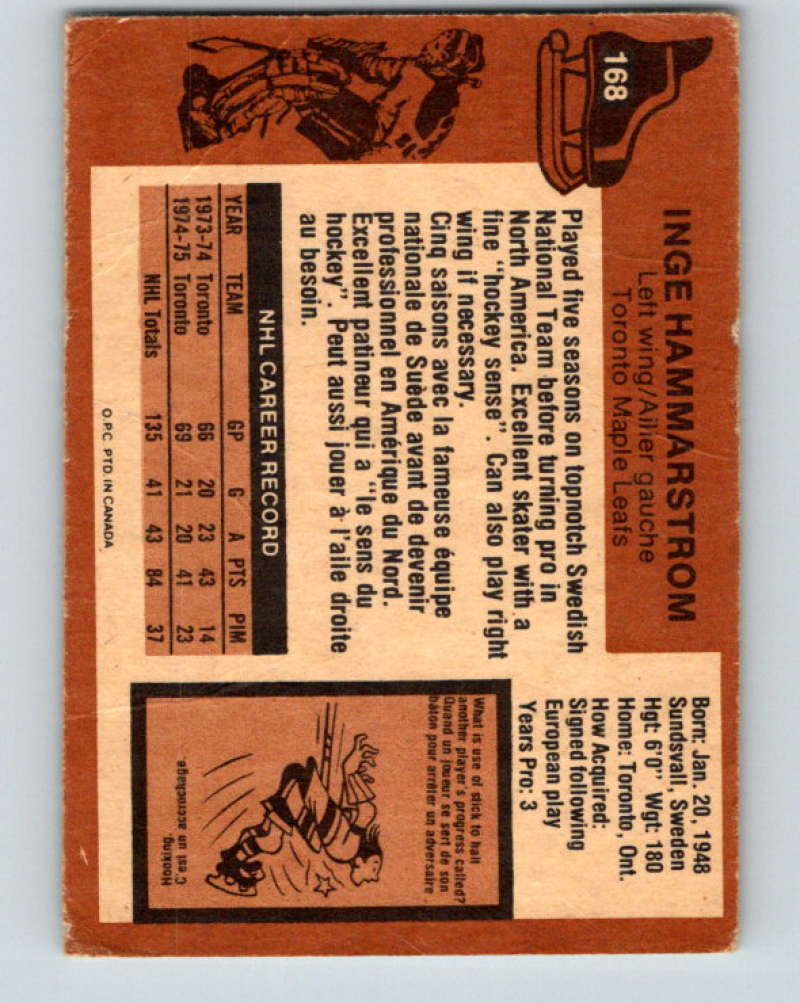 168
INGE HAMMARSTROM
Left wing/Ailier gauche
Toronto Maple Leafs
Born: Jan. 20, 1948
Sundsvall, Sweden
Hgt: 6'0" Wgt: 180
Home: Toronto, Ont.
How Acquired:
Signed following
European play
Years Pro: 3
Played five seasons on topnotch Swedish
National Team before turning pro in
North America. Excellent skater with a
fine "hockey sense". Can also play right
wing if necessary.
Cinq saisons avec la fameuse équipe
nationale de Suède avant de devenir
professionnel en Amérique du Nord.
Excellent patineur qui a "le sens du
hockey". Peut aussi jouer à l'aile droite
au besoin.
NHL CAREER RECORD
YEAR TEAM GP G A PTS PIM
1973-74 Toronto 66 20 23 43 14
1974-75 Toronto 69 21 20 41 23
NHL Totals 135 41 43 84 37
What is use of stick to halt
another player's progress called?
Quand un joueur se sert de son
bâton pour arrêter un adversaire.
Hooking.
C'est un accrochage
O.P.C. PTD. IN CANADA